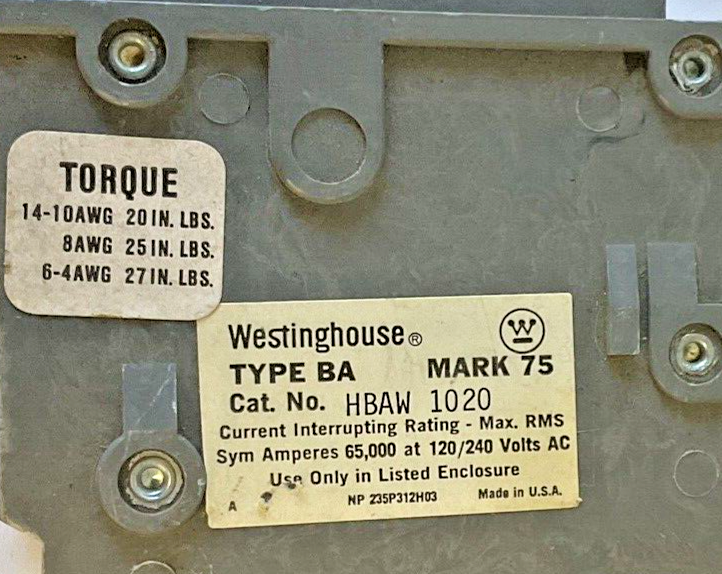 TORQUE
14-10AWG 20 IN. LBS.
8AWG 25 IN. LBS.
6-4AWG 27 IN. LBS.
Westinghouse® W
TYPE BA MARK 75
Cat. No. HBAW 1020
Current Interrupting Rating - Max. RMS
Sym Amperes 65,000 at 120/240 Volts AC
Use Only in Listed Enclosure
A NP 235P312H03 Made in U.S.A.